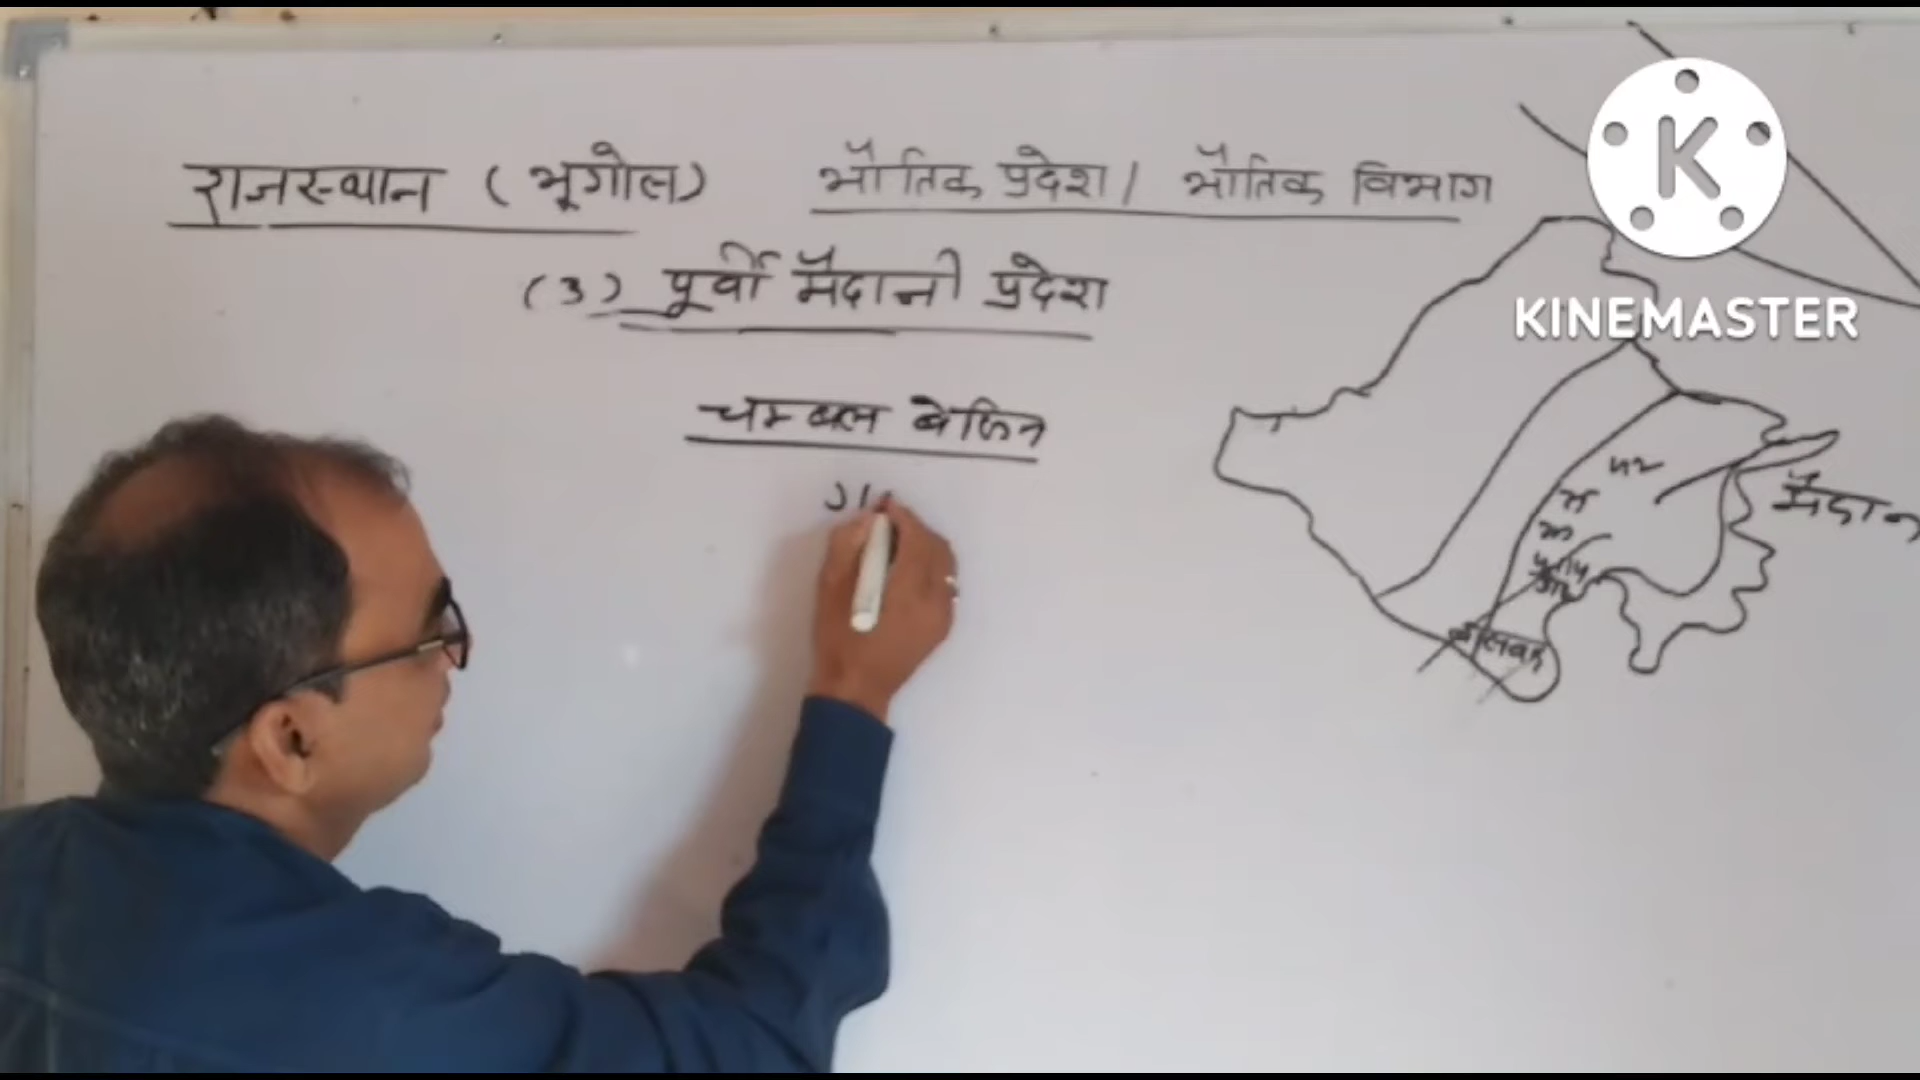 राजस्थान (भूगोल) भौतिक प्रदेश / भौतिक विभाग
(3) पूर्वी मैदानी प्रदेश
चम्बल बेसिन
मैदान
KINEMASTER